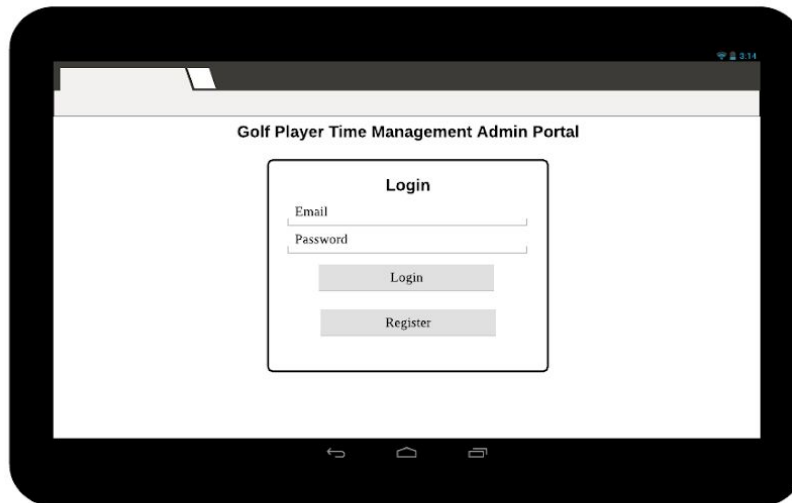 3:14
Golf Player Time Management Admin Portal
Login
Email
Password
Login
Register